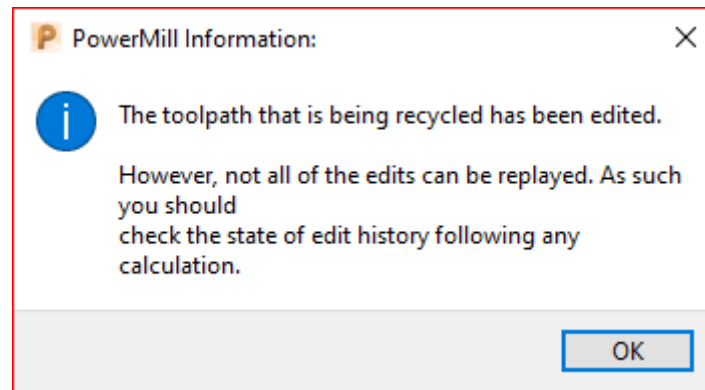 PowerMill Information:
The toolpath that is being recycled has been edited.
However, not all of the edits can be replayed. As such
you should
check the state of edit history following any
calculation.
OK